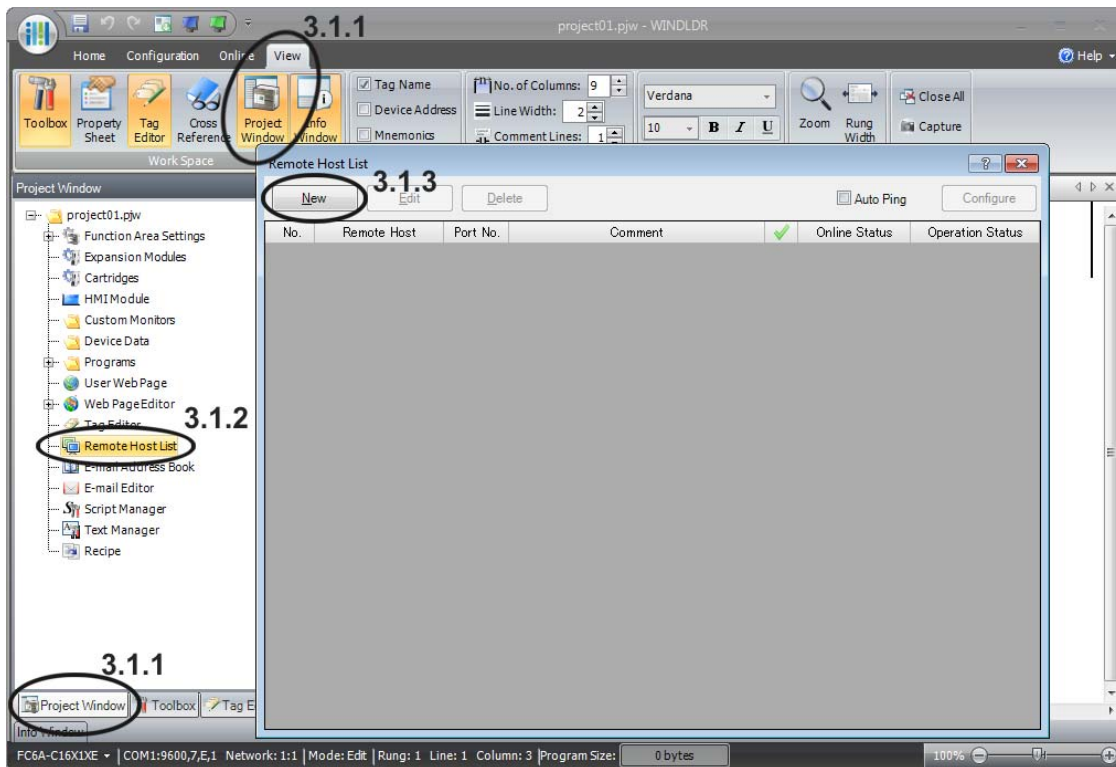 3.1.1
project01.pjw - WINDLDR
Home Configuration Online View
Help
Toolbox
Property Sheet
Tag Editor
Cross Reference
Project Window
Info Window
Work Space
Tag Name
Device Address
Mnemonics
No. of Columns: 9
Line Width: 2
Comment Lines: 1
Verdana
10 B I U
Zoom
Rung Width
Close All
Capture
Remote Host List
3.1.3
New Edit Delete
Auto Ping
Configure
No. Remote Host Port No. Comment Online Status Operation Status
Project Window
project01.pjw
Function Area Settings
Expansion Modules
Cartridges
HMI Module
Custom Monitors
Device Data
Programs
User Web Page
Web Page Editor
3.1.2
Tag Editor
Remote Host List
E-mail Address Book
E-mail Editor
Script Manager
Text Manager
Recipe
3.1.1
Project Window Toolbox Tag E
Info Window
FC6A-C16X1XE COM1:9600,7,E,1 Network: 1:1 Mode: Edit Rung: 1 Line: 1 Column: 3 Program Size: 0 bytes 100%